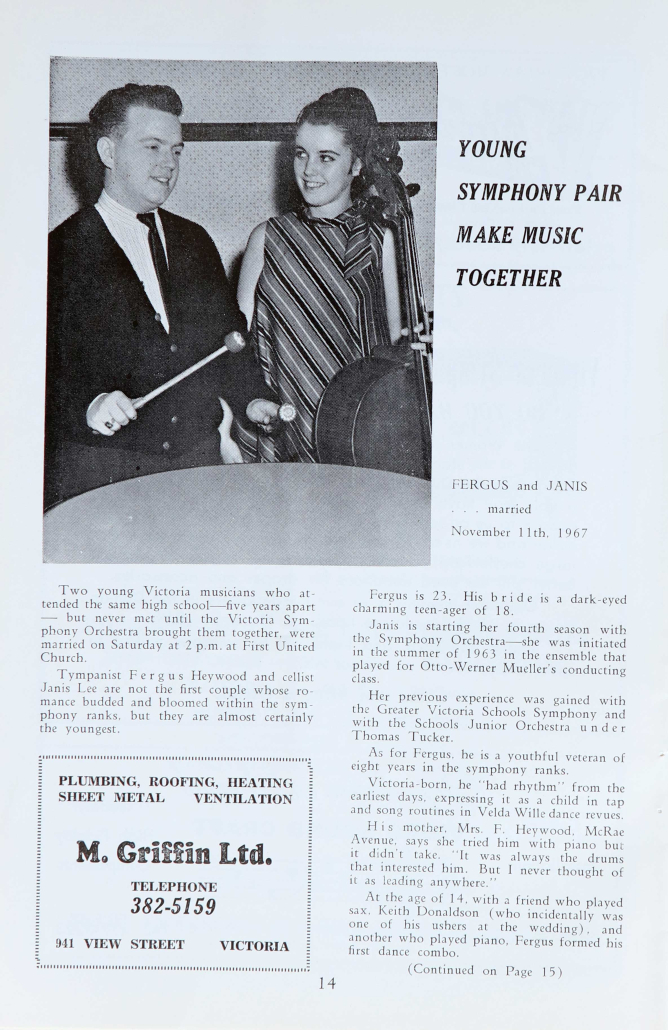 YOUNG
SYMPHONY PAIR
MAKE MUSIC
TOGETHER
FERGUS and JANIS
. . . married
November 11th, 1967
Two young Victoria musicians who at-
tended the same high school—five years apart
— but never met until the Victoria Sym-
phony Orchestra brought them together, were
married on Saturday at 2 p.m. at First United
Church.
Tympanist Fergus Heywood and cellist
Janis Lee are not the first couple whose ro-
mance budded and bloomed within the sym-
phony ranks, but they are almost certainly
the youngest.
PLUMBING, ROOFING, HEATING
SHEET METAL VENTILATION
M. Griffin Ltd.
TELEPHONE
382-5159
941 VIEW STREET VICTORIA
Fergus is 23. His bride is a dark-eyed
charming teen-ager of 18.
Janis is starting her fourth season with
the Symphony Orchestra—she was initiated
in the summer of 1963 in the ensemble that
played for Otto-Werner Mueller's conducting
class.
Her previous experience was gained with
the Greater Victoria Schools Symphony and
with the Schools Junior Orchestra under
Thomas Tucker.
As for Fergus, he is a youthful veteran of
eight years in the symphony ranks.
Victoria-born, he "had rhythm" from the
earliest days, expressing it as a child in tap
and song routines in Velda Wille dance revues.
His mother, Mrs. F. Heywood, McRae
Avenue, says she tried him with piano but
it didn't take. "It was always the drums
that interested him. But I never thought of
it as leading anywhere."
At the age of 14, with a friend who played
sax, Keith Donaldson (who incidentally was
one of his ushers at the wedding), and
another who played piano, Fergus formed his
first dance combo.
(Continued on Page 15)
14